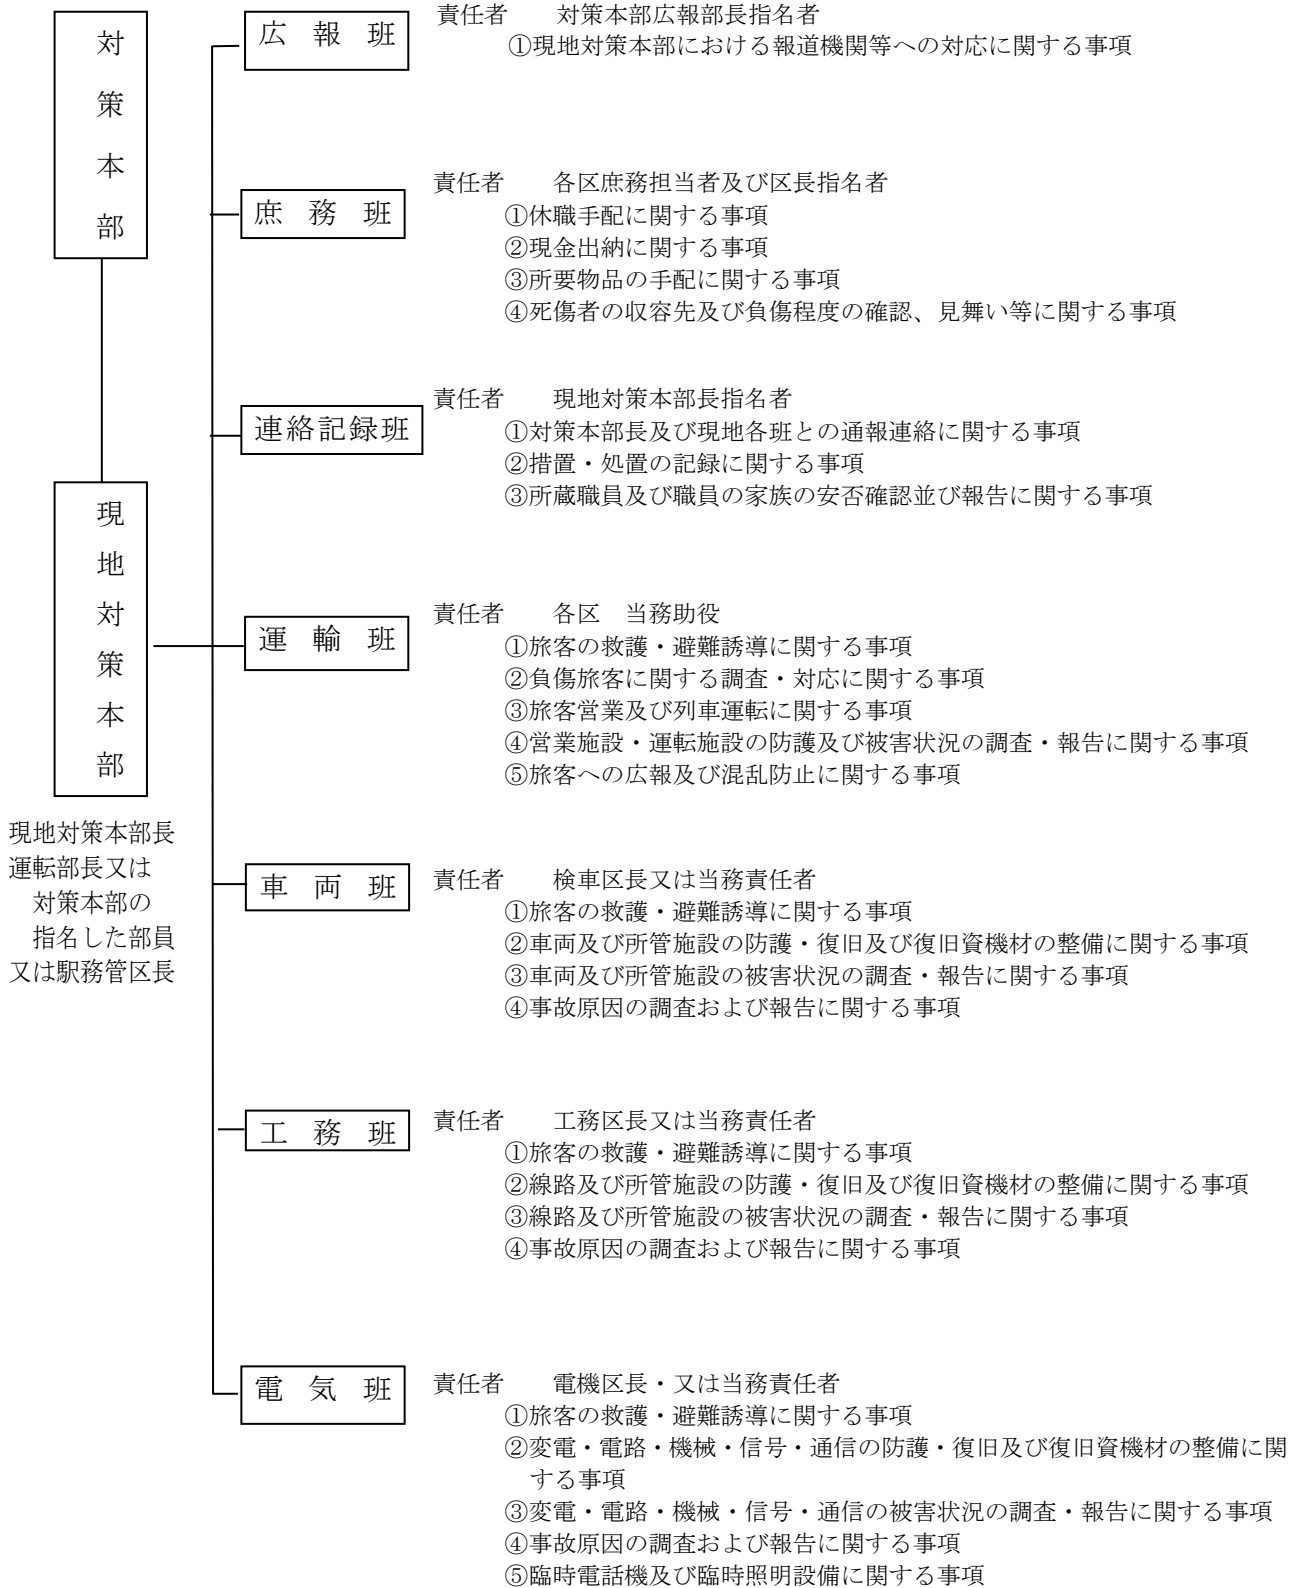 対策本部
広報班
責任者 対策本部広報部長指名者
①現地対策本部における報道機関等への対応に関する事項
庶務班
責任者 各区庶務担当者及び区長指名者
①休職手配に関する事項
②現金出納に関する事項
③所要物品の手配に関する事項
④死傷者の収容先及び負傷程度の確認、見舞い等に関する事項
連絡記録班
責任者 現地対策本部長指名者
①対策本部長及び現地各班との通報連絡に関する事項
②措置・処置の記録に関する事項
③所蔵職員及び職員の家族の安否確認並び報告に関する事項
現地対策本部
現地対策本部長
運転部長又は
対策本部の
指名した部員
又は駅務管区長
運輸班
責任者 各区 当務助役
①旅客の救護・避難誘導に関する事項
②負傷旅客に関する調査・対応に関する事項
③旅客営業及び列車運転に関する事項
④営業施設・運転施設の防護及び被害状況の調査・報告に関する事項
⑤旅客への広報及び混乱防止に関する事項
車両班
責任者 検車区長又は当務責任者
①旅客の救護・避難誘導に関する事項
②車両及び所管施設の防護・復旧及び復旧資機材の整備に関する事項
③車両及び所管施設の被害状況の調査・報告に関する事項
④事故原因の調査および報告に関する事項
工務班
責任者 工務区長又は当務責任者
①旅客の救護・避難誘導に関する事項
②線路及び所管施設の防護・復旧及び復旧資機材の整備に関する事項
③線路及び所管施設の被害状況の調査・報告に関する事項
④事故原因の調査および報告に関する事項
電気班
責任者 電機区長・又は当務責任者
①旅客の救護・避難誘導に関する事項
②変電・電路・機械・信号・通信の防護・復旧及び復旧資機材の整備に関
する事項
③変電・電路・機械・信号・通信の被害状況の調査・報告に関する事項
④事故原因の調査および報告に関する事項
⑤臨時電話機及び臨時照明設備に関する事項